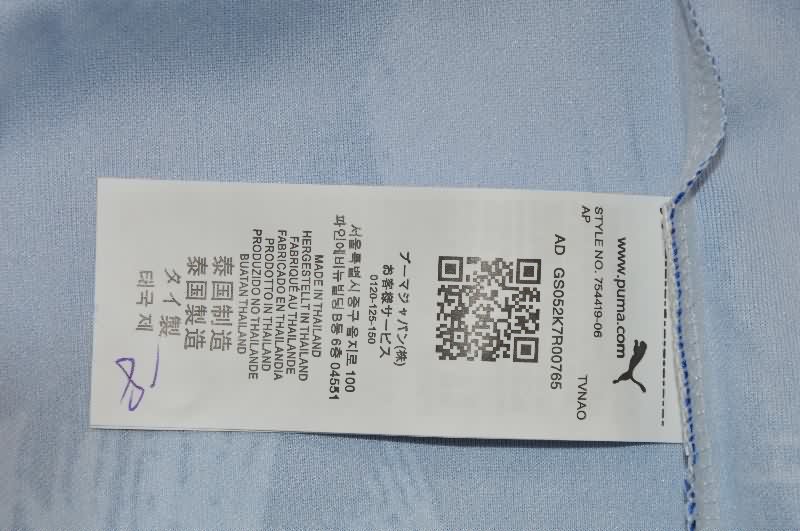 www.puma.com
STYLE NO. 754419-06 TVNAO
AP
AD GS052K7R00765
プーマジャパン(株)
お客様サービス
0120-125-150
서울특별시 중구 을지로 100
파인에비뉴빌딩 B동 6층 04551
MADE IN THAILAND
HERGESTELLT IN THAILAND
FABRIQUÉ AU THAILANDE
FABRICADO EN THAILANDIA
PRODOTTO IN THAILAND
PRODUZIDO NO THAILANDE
BUATAN THAILAND
泰国制造
泰国製造
タイ製
태국 제